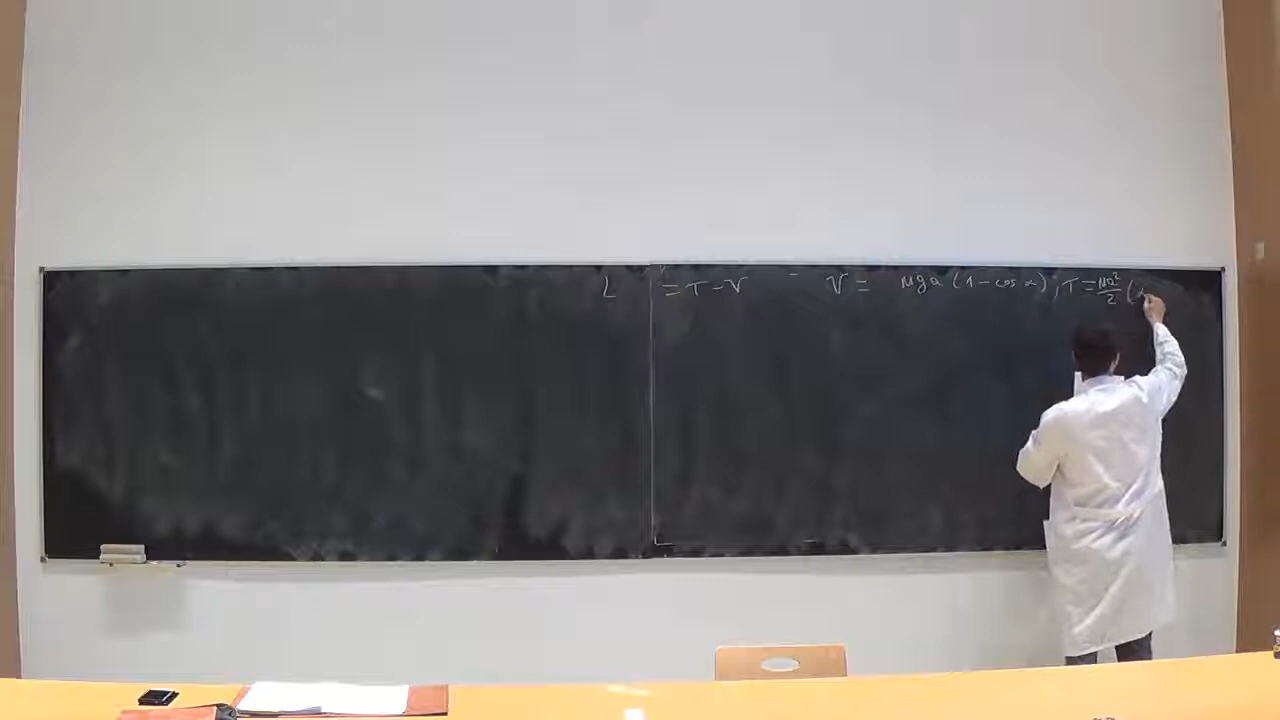 L = T - V V = Mga (1 - cos α) ; T = Ma²/2 (